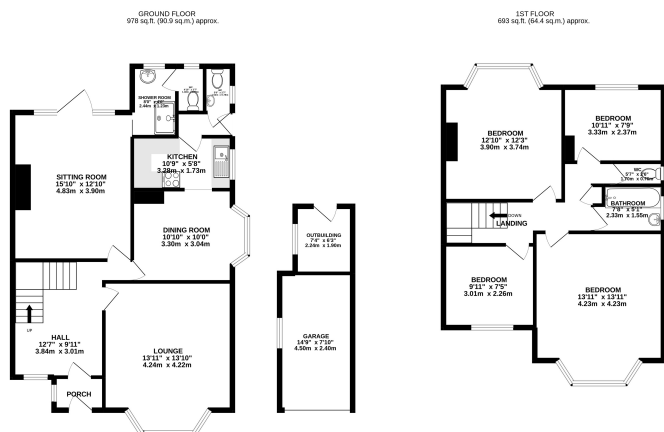 GROUND FLOOR
978 sq.ft. (90.9 sq.m.) approx.
1ST FLOOR
693 sq.ft. (64.4 sq.m.) approx.
SHOWER ROOM
SITTING ROOM
15'10" x 12'10"
4.83m x 3.90m
KITCHEN
10'9" x 5'8"
3.28m x 1.73m
DINING ROOM
10'10" x 10'0"
3.30m x 3.04m
UP
HALL
12'7" x 9'11"
3.84m x 3.01m
LOUNGE
13'11" x 13'10"
4.24m x 4.22m
PORCH
OUTBUILDING
7'4" x 6'3"
2.24m x 1.90m
GARAGE
14'9" x 7'10"
4.50m x 2.40m
BEDROOM
12'10" x 12'3"
3.90m x 3.74m
BEDROOM
10'11" x 7'9"
3.33m x 2.37m
WC
BATHROOM
7'8" x 5'1"
2.33m x 1.55m
DOWN
LANDING
BEDROOM
9'11" x 7'5"
3.01m x 2.26m
BEDROOM
13'11" x 13'11"
4.23m x 4.23m